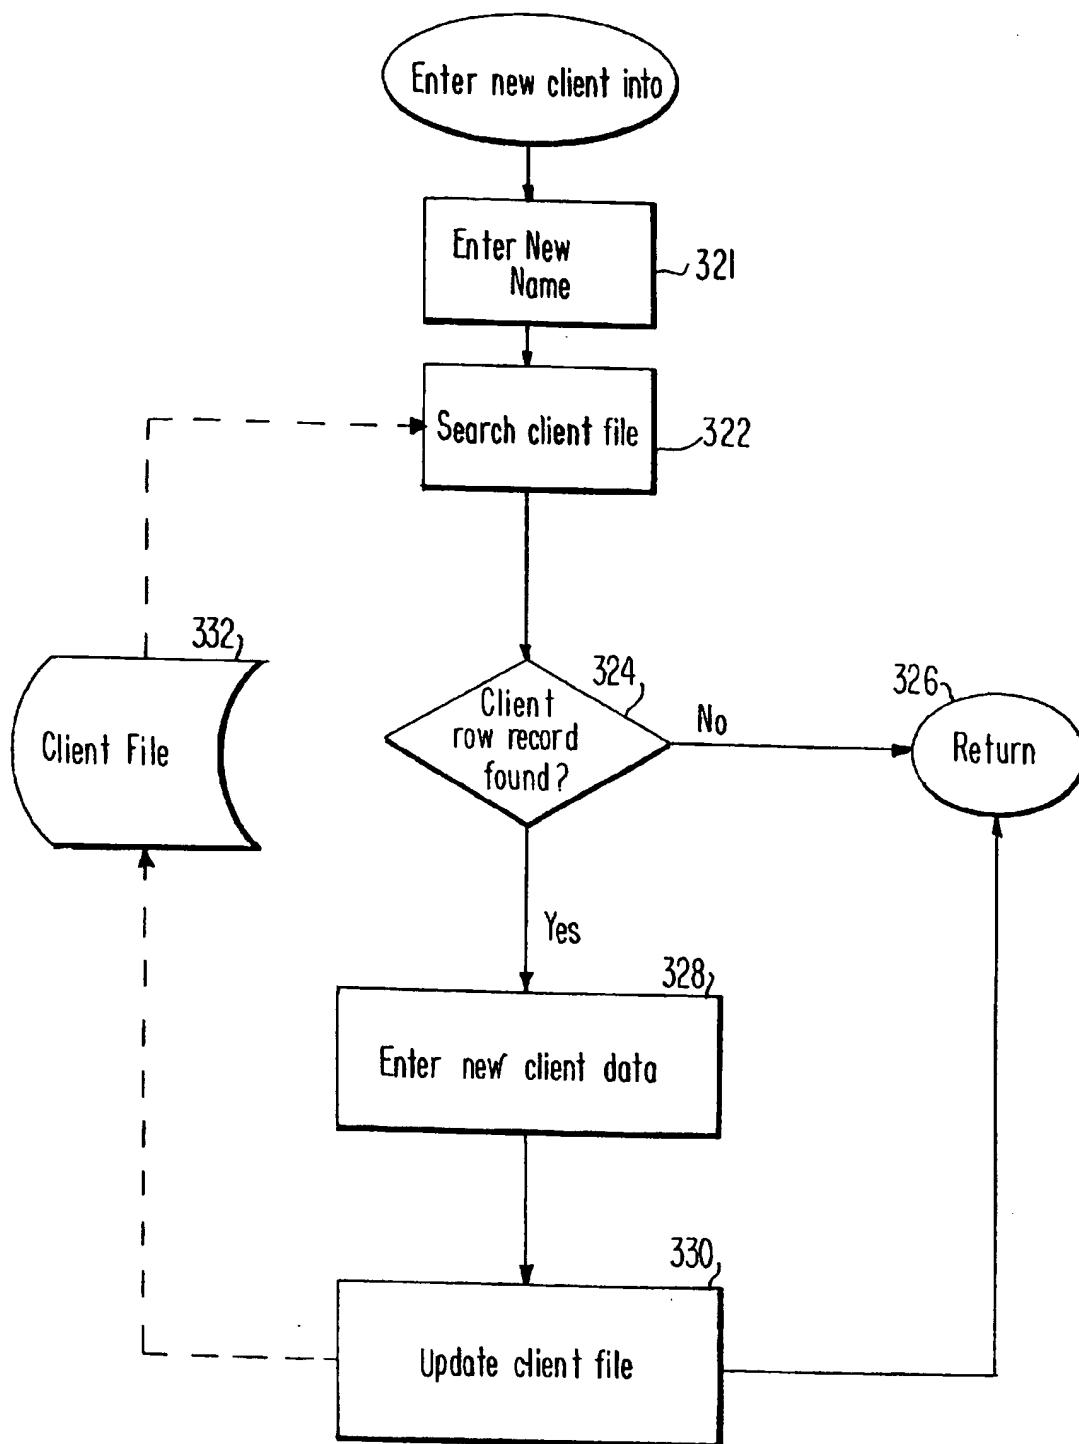 Enter new client into
Enter New
Name
321
Search client file
322
332
Client File
324
Client
row record
found?
No
326
Return
Yes
328
Enter new client data
330
Update client file